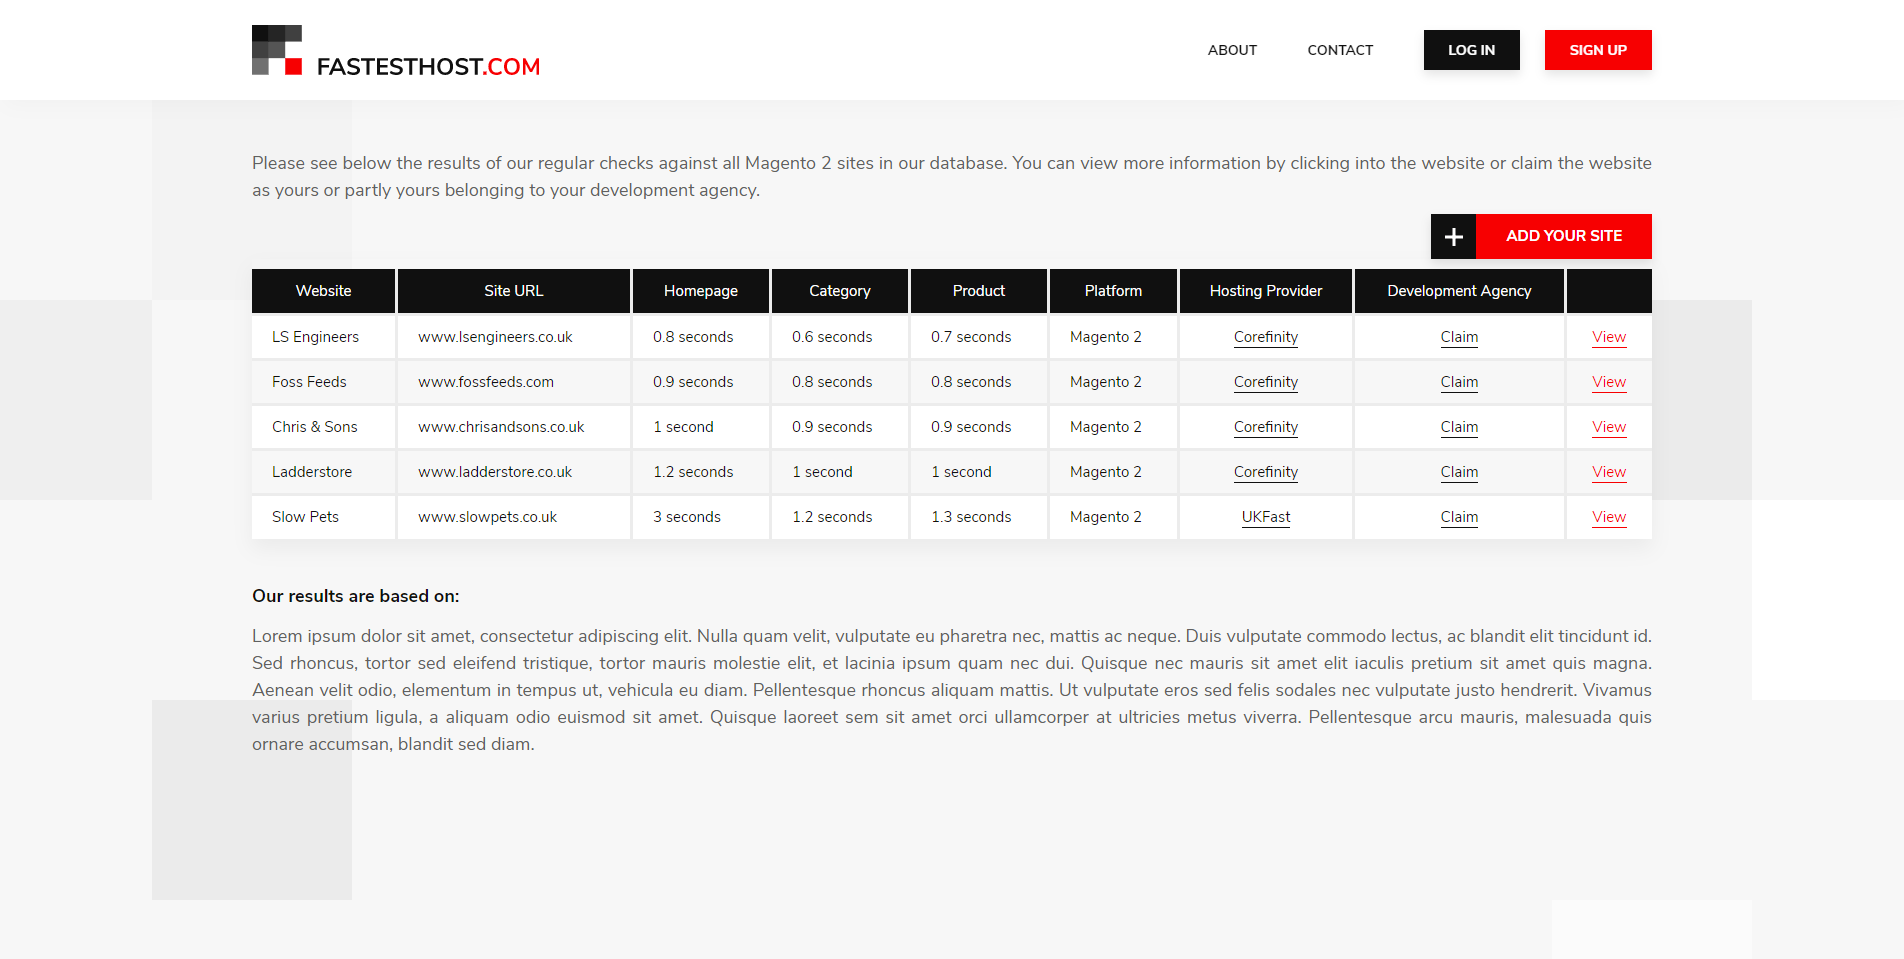 FASTESTHOST.COM
ABOUT CONTACT LOG IN SIGN UP
Please see below the results of our regular checks against all Magento 2 sites in our database. You can view more information by clicking into the website or claim the website
as yours or partly yours belonging to your development agency.
+ ADD YOUR SITE
Website Site URL Homepage Category Product Platform Hosting Provider Development Agency
LS Engineers www.lsengineers.co.uk 0.8 seconds 0.6 seconds 0.7 seconds Magento 2 Corefinity Claim View
Foss Feeds www.fossfeeds.com 0.9 seconds 0.8 seconds 0.8 seconds Magento 2 Corefinity Claim View
Chris & Sons www.chrisandsons.co.uk 1 second 0.9 seconds 0.9 seconds Magento 2 Corefinity Claim View
Ladderstore www.ladderstore.co.uk 1.2 seconds 1 second 1 second Magento 2 Corefinity Claim View
Slow Pets www.slowpets.co.uk 3 seconds 1.2 seconds 1.3 seconds Magento 2 UKFast Claim View
Our results are based on:
Lorem ipsum dolor sit amet, consectetur adipiscing elit. Nulla quam velit, vulputate eu pharetra nec, mattis ac neque. Duis vulputate commodo lectus, ac blandit elit tincidunt id.
Sed rhoncus, tortor sed eleifend tristique, tortor mauris molestie elit, et lacinia ipsum quam nec dui. Quisque nec mauris sit amet elit iaculis pretium sit amet quis magna.
Aenean velit odio, elementum in tempus ut, vehicula eu diam. Pellentesque rhoncus aliquam mattis. Ut vulputate eros sed felis sodales nec vulputate justo hendrerit. Vivamus
varius pretium ligula, a aliquam odio euismod sit amet. Quisque laoreet sem sit amet orci ullamcorper at ultricies metus viverra. Pellentesque arcu mauris, malesuada quis
ornare accumsan, blandit sed diam.